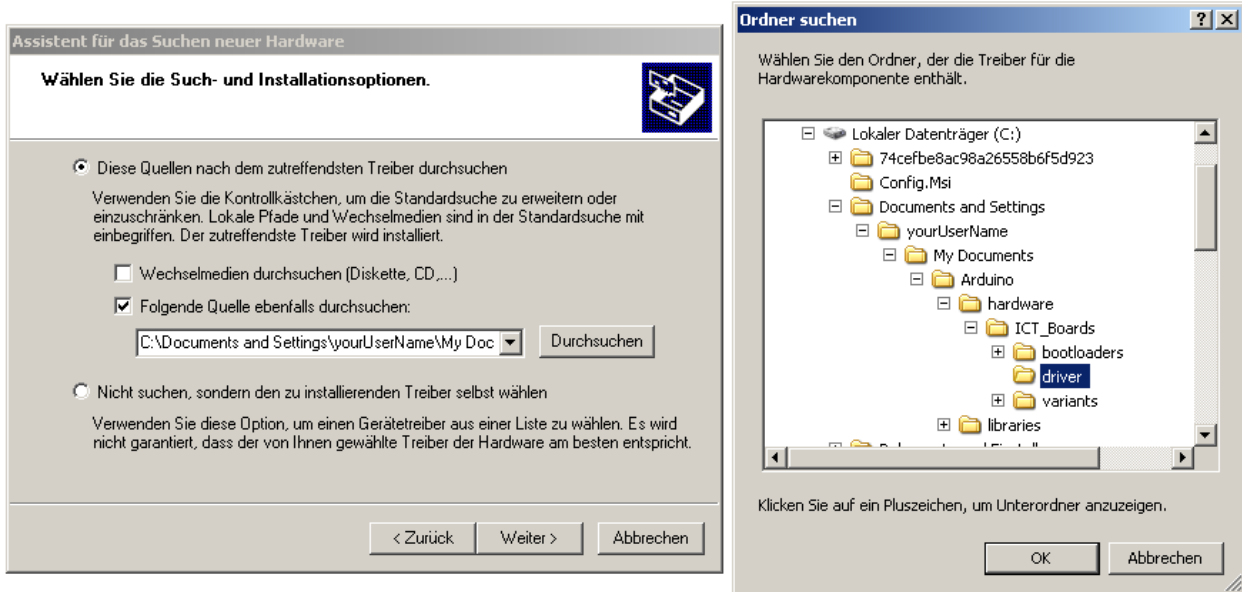 Assistent für das Suchen neuer Hardware
Wählen Sie die Such- und Installationsoptionen.
Diese Quellen nach dem zutreffendsten Treiber durchsuchen
Verwenden Sie die Kontrollkästchen, um die Standardsuche zu erweitern oder
einzuschränken. Lokale Pfade und Wechselmedien sind in der Standardsuche mit
einbegriffen. Der zutreffendste Treiber wird installiert.
Wechselmedien durchsuchen (Diskette, CD,...)
Folgende Quelle ebenfalls durchsuchen:
C:\Documents and Settings\yourUserName\My Doc
Durchsuchen
Nicht suchen, sondern den zu installierenden Treiber selbst wählen
Verwenden Sie diese Option, um einen Gerätetreiber aus einer Liste zu wählen. Es wird
nicht garantiert, dass der von Ihnen gewählte Treiber der Hardware am besten entspricht.
< Zurück Weiter > Abbrechen
Ordner suchen
Wählen Sie den Ordner, der die Treiber für die
Hardwarekomponente enthält.
Lokaler Datenträger (C:)
74cefbe8ac98a26558b6f5d923
Config.Msi
Documents and Settings
yourUserName
My Documents
Arduino
hardware
ICT_Boards
bootloaders
driver
variants
libraries
Klicken Sie auf ein Pluszeichen, um Unterordner anzuzeigen.
OK Abbrechen